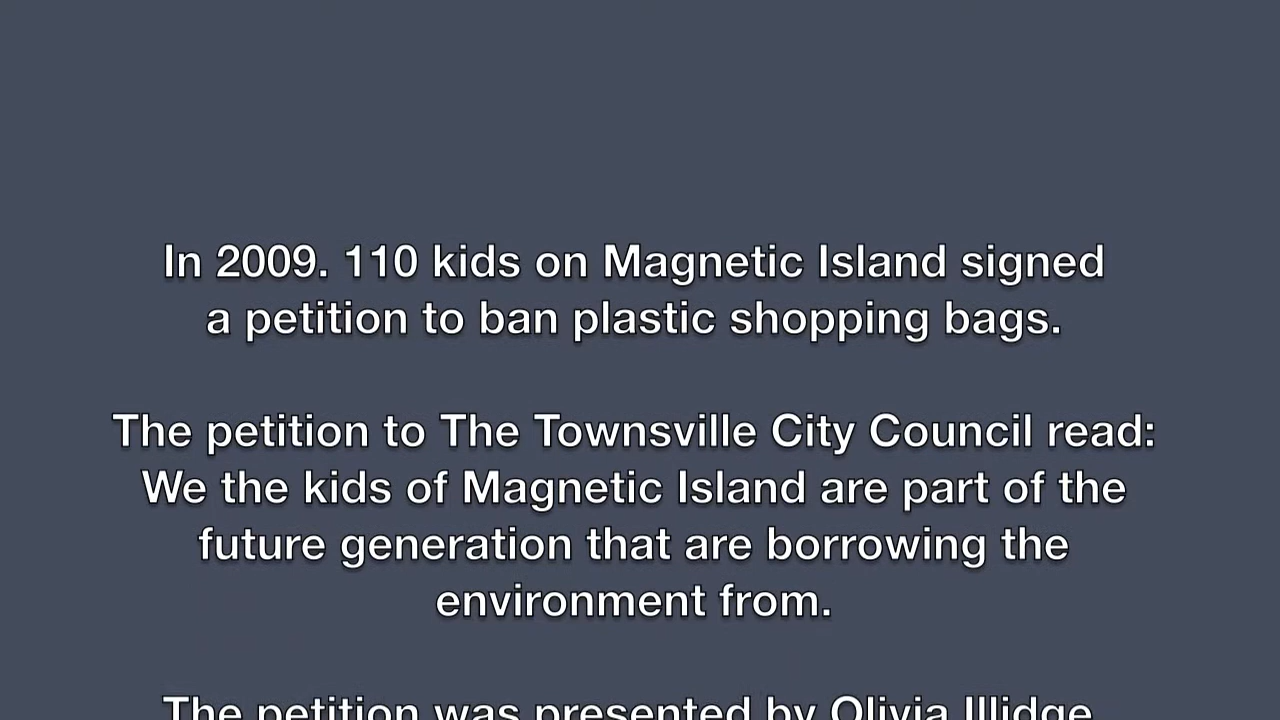 In 2009. 110 kids on Magnetic Island signed
a petition to ban plastic shopping bags.
The petition to The Townsville City Council read:
We the kids of Magnetic Island are part of the
future generation that are borrowing the
environment from.
The petition was presented by Olivia Illidge